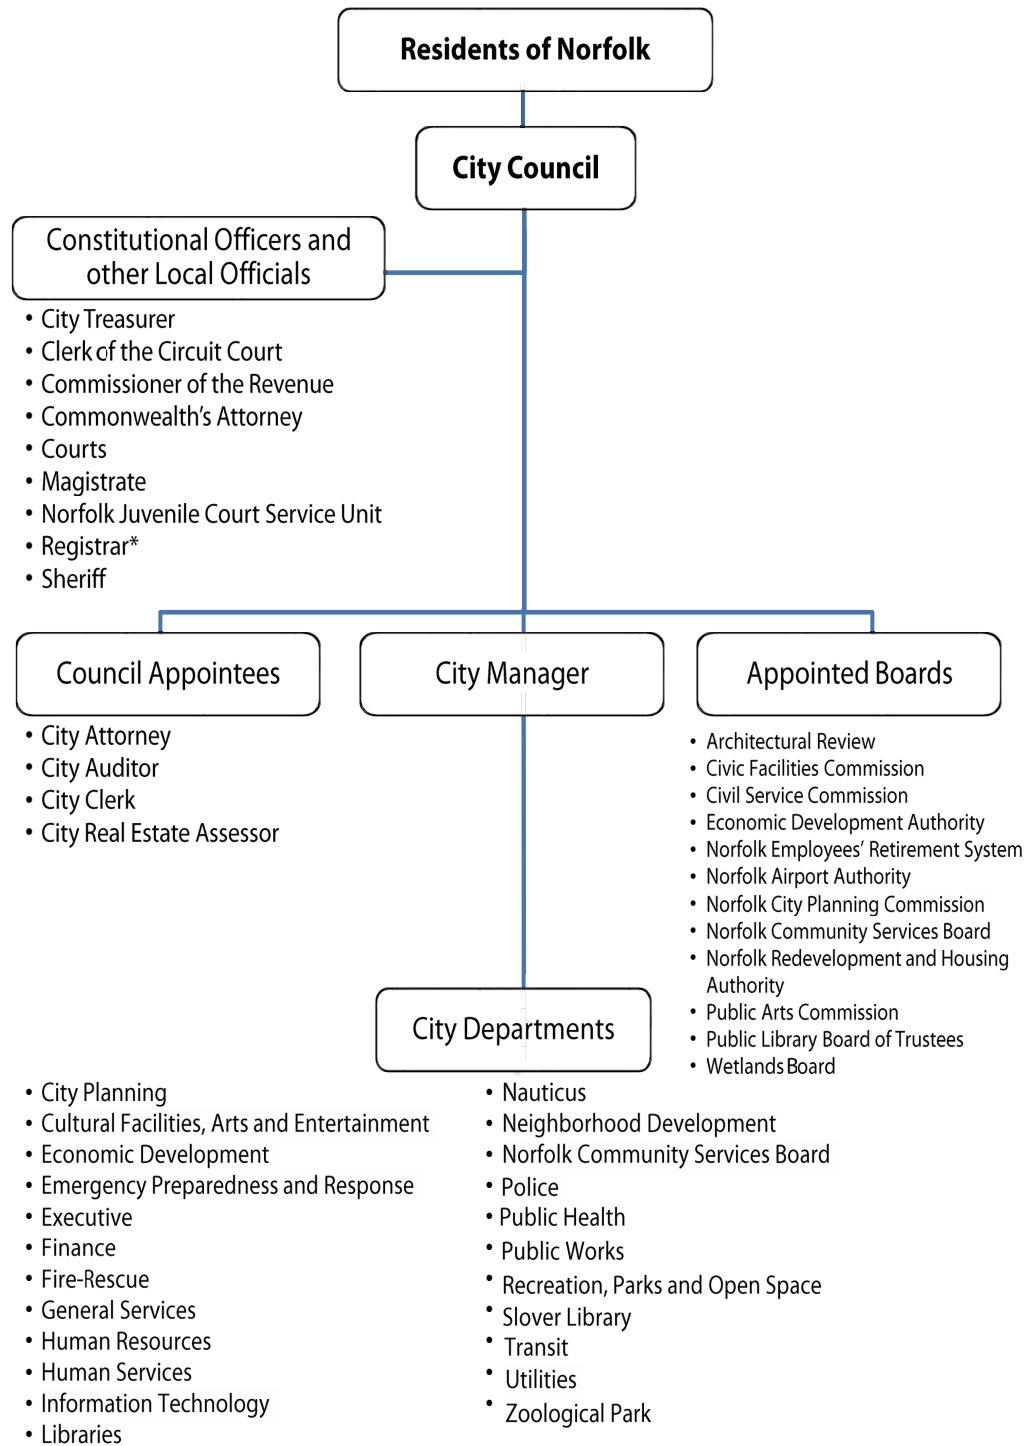 Residents of Norfolk
City Council
Constitutional Officers and
other Local Officials
• City Treasurer
• Clerk of the Circuit Court
• Commissioner of the Revenue
• Commonwealth's Attorney
• Courts
• Magistrate
• Norfolk Juvenile Court Service Unit
• Registrar*
• Sheriff
Council Appointees
• City Attorney
• City Auditor
• City Clerk
• City Real Estate Assessor
City Manager
Appointed Boards
• Architectural Review
• Civic Facilities Commission
• Civil Service Commission
• Economic Development Authority
• Norfolk Employees' Retirement System
• Norfolk Airport Authority
• Norfolk City Planning Commission
• Norfolk Community Services Board
• Norfolk Redevelopment and Housing
Authority
• Public Arts Commission
• Public Library Board of Trustees
• Wetlands Board
City Departments
• City Planning
• Cultural Facilities, Arts and Entertainment
• Economic Development
• Emergency Preparedness and Response
• Executive
• Finance
• Fire-Rescue
• General Services
• Human Resources
• Human Services
• Information Technology
• Libraries
• Nauticus
• Neighborhood Development
• Norfolk Community Services Board
• Police
• Public Health
• Public Works
• Recreation, Parks and Open Space
• Slover Library
• Transit
• Utilities
• Zoological Park